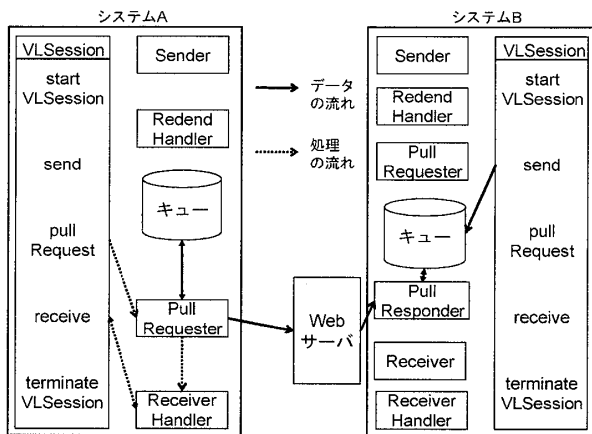 システムA
VLSession
start
VLSession
send
pull
Request
receive
terminate
VLSession
Sender
Redend
Handler
キュー
Pull
Requester
Receiver
Handler
データ
の流れ
処理
の流れ
Web
サーバ
システムB
Sender
Redend
Handler
Pull
Requester
キュー
Pull
Responder
Receiver
Receiver
Handler
VLSession
start
VLSession
send
pull
Request
receive
terminate
VLSession